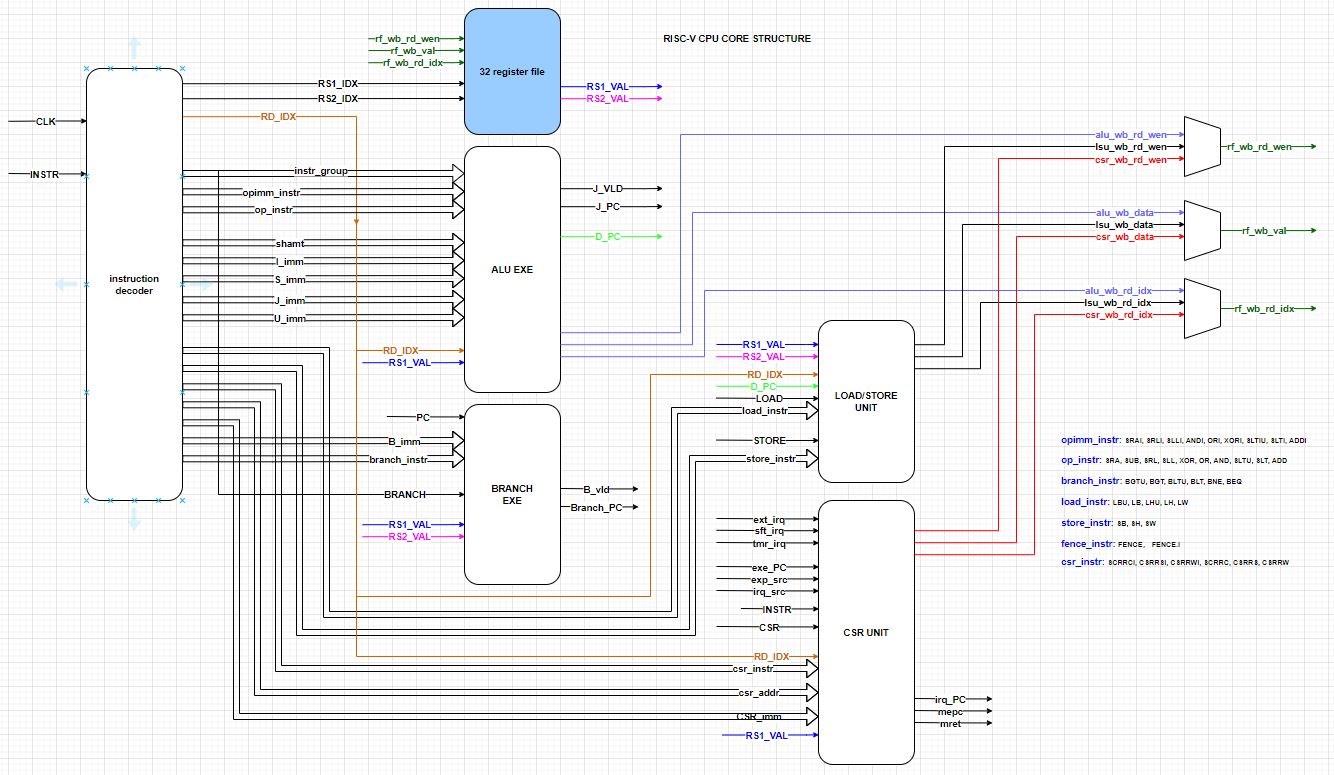 RISC-V CPU CORE STRUCTURE
rf_wb_rd_wen
rf_wb_val
rf_wb_rd_idx
RS1_IDX
RS2_IDX
RD_IDX
32 register file
RS1_VAL
RS2_VAL
CLK
INSTR
instruction
decoder
instr_group
opimm_instr
op_instr
shamt
I_imm
S_imm
J_imm
U_imm
RD_IDX
RS1_VAL
ALU EXE
J_VLD
J_PC
D_PC
PC
B_imm
branch_instr
BRANCH
RS1_VAL
RS2_VAL
BRANCH
EXE
B_vld
Branch_PC
RS1_VAL
RS2_VAL
RD_IDX
D_PC
LOAD
load_instr
STORE
store_instr
LOAD/STORE
UNIT
ext_irq
sft_irq
tmr_irq
exe_PC
exp_src
irq_src
INSTR
CSR
RD_IDX
csr_instr
csr_addr
CSR_imm
RS1_VAL
CSR UNIT
irq_PC
mepc
mret
alu_wb_rd_wen
lsu_wb_rd_wen
csr_wb_rd_wen
rf_wb_rd_wen
alu_wb_data
lsu_wb_data
csr_wb_data
rf_wb_val
alu_wb_rd_idx
lsu_wb_rd_idx
csr_wb_rd_idx
rf_wb_rd_idx
opimm_instr: SRAI, SRLI, SLLI, ANDI, ORI, XORI, SLTIU, SLTI, ADDI
op_instr: SRA, SUB, SRL, SLL, XOR, OR, AND, SLTU, SLT, ADD
branch_instr: BGTU, BGT, BLTU, BLT, BNE, BEQ
load_instr: LBU, LB, LHU, LH, LW
store_instr: SB, SH, SW
fence_instr: FENCE, FENCE.I
csr_instr: SCRRCI, CSRRSI, CSRRWI, SCRRC, CSRRS, CSRRW